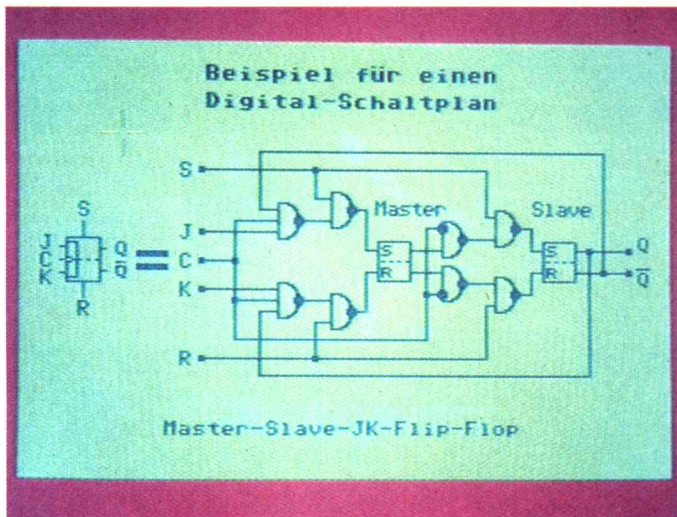 Beispiel für einen
Digital-Schaltplan
S
J
C
K
R
Q
Q̅
S
J
C
K
R
Master
S
R
Slave
S
R
Q
Q̅
Master-Slave-JK-Flip-Flop